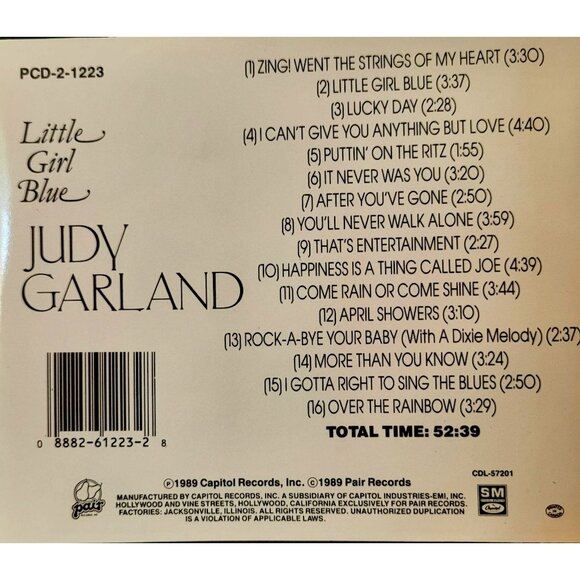 PCD-2-1223
Little
Girl
Blue
JUDY
GARLAND
(1) ZING! WENT THE STRINGS OF MY HEART (3:30)
(2) LITTLE GIRL BLUE (3:37)
(3) LUCKY DAY (2:28)
(4) I CAN'T GIVE YOU ANYTHING BUT LOVE (4:40)
(5) PUTTIN' ON THE RITZ (1:55)
(6) IT NEVER WAS YOU (3:20)
(7) AFTER YOU'VE GONE (2:50)
(8) YOU'LL NEVER WALK ALONE (3:59)
(9) THAT'S ENTERTAINMENT (2:27)
(10) HAPPINESS IS A THING CALLED JOE (4:39)
(11) COME RAIN OR COME SHINE (3:44)
(12) APRIL SHOWERS (3:10)
(13) ROCK-A-BYE YOUR BABY (With A Dixie Melody) (2:37)
(14) MORE THAN YOU KNOW (3:24)
(15) I GOTTA RIGHT TO SING THE BLUES (2:50)
(16) OVER THE RAINBOW (3:29)
TOTAL TIME: 52:39
0 8882-61223-2 8
CDL-57201
pair
℗1989 Capitol Records, Inc. ©1989 Pair Records
MANUFACTURED BY CAPITOL RECORDS, INC. A SUBSIDIARY OF CAPITOL INDUSTRIES-EMI, INC.
HOLLYWOOD AND VINE STREETS, HOLLYWOOD, CALIFORNIA EXCLUSIVELY FOR PAIR RECORDS.
FACTORIES: JACKSONVILLE, ILLINOIS. ALL RIGHTS RESERVED. UNAUTHORIZED DUPLICATION
IS A VIOLATION OF APPLICABLE LAWS.
SM
Capitol